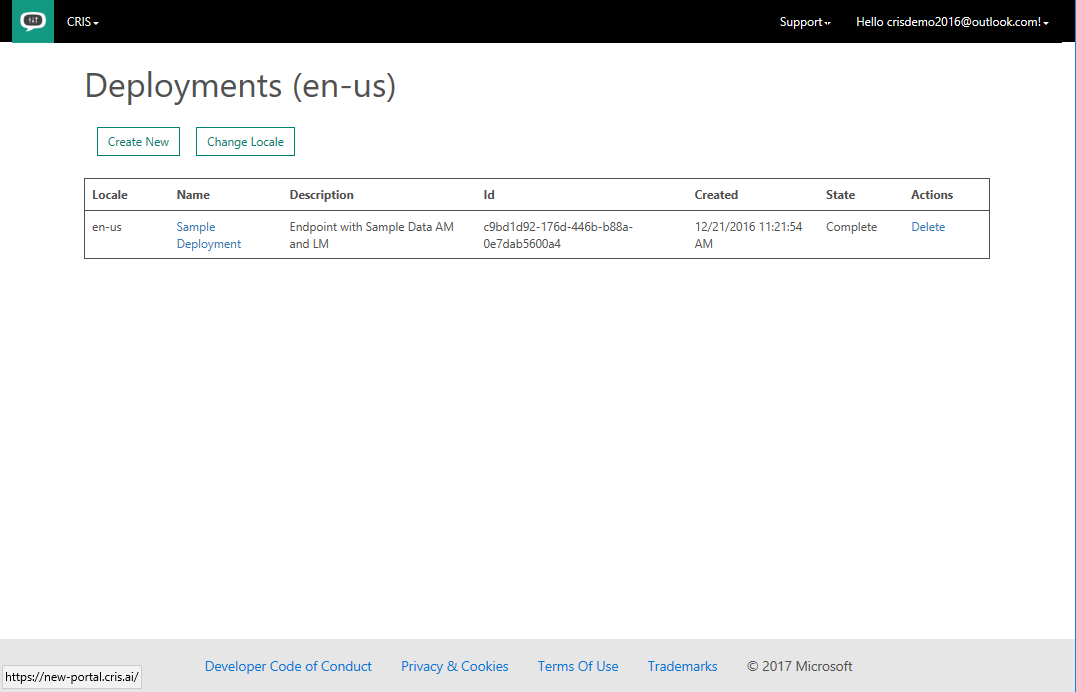 CRIS
Support
Hello crisdemo2016@outlook.com!
Deployments (en-us)
Create New
Change Locale
Locale Name Description Id Created State Actions
en-us Sample Endpoint with Sample Data AM c9bd1d92-176d-446b-b88a- 12/21/2016 11:21:54 Complete Delete
Deployment and LM 0e7dab5600a4 AM
Developer Code of Conduct Privacy & Cookies Terms Of Use Trademarks © 2017 Microsoft
https://new-portal.cris.ai/